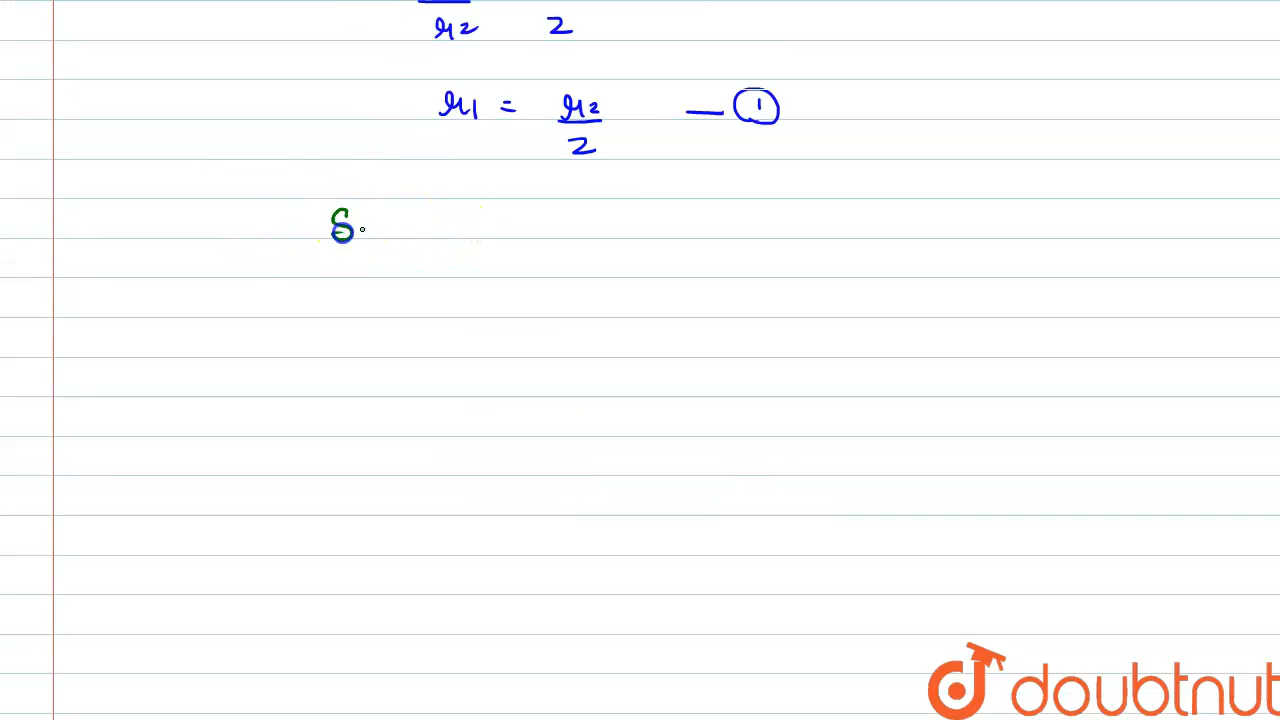 r2 2
r1 = r2/2 — 1
S
doubtnut